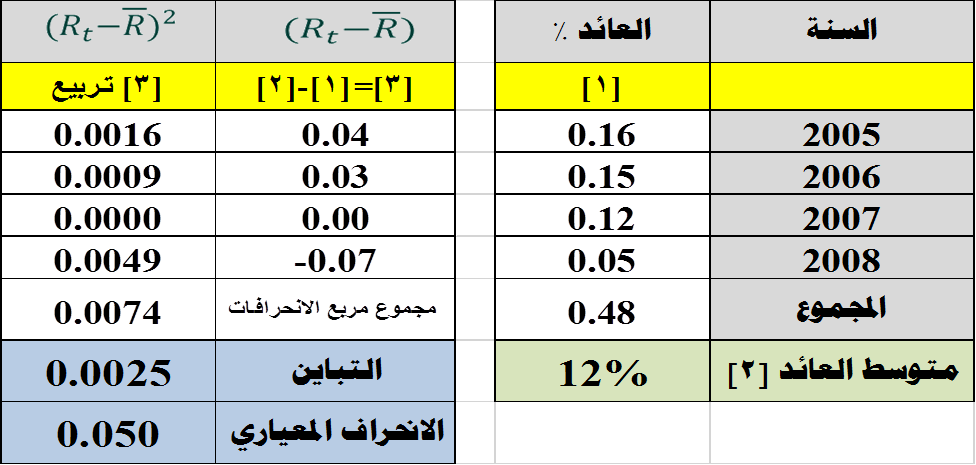 السنة العائد ٪ (R_t−R̅) (R_t−R̅)²
[١] [٣]=[١]-[٢] [٣] تربيع
2005 0.16 0.04 0.0016
2006 0.15 0.03 0.0009
2007 0.12 0.00 0.0000
2008 0.05 -0.07 0.0049
المجموع 0.48 مجموع مربع الانحرافات 0.0074
متوسط العائد [٢] 12% التباين 0.0025
الانحراف المعياري 0.050